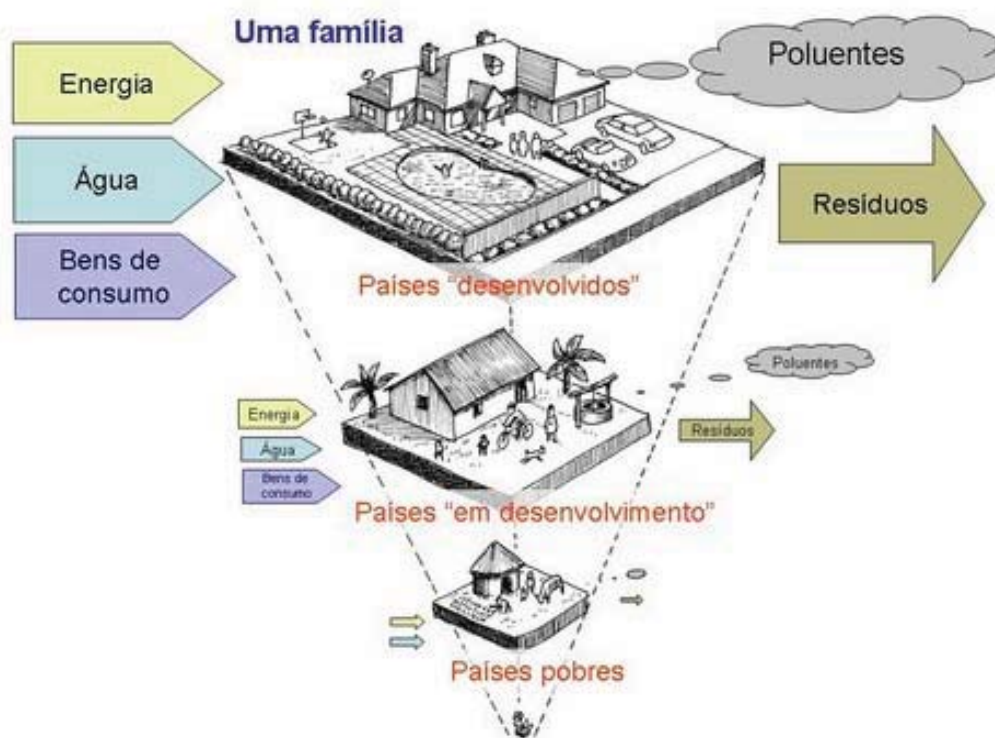 Uma família
Energia
Água
Bens de
consumo
Poluentes
Resíduos
Países “desenvolvidos”
Energia
Água
Bens de
consumo
Poluentes
Resíduos
Países “em desenvolvimento”
Países pobres